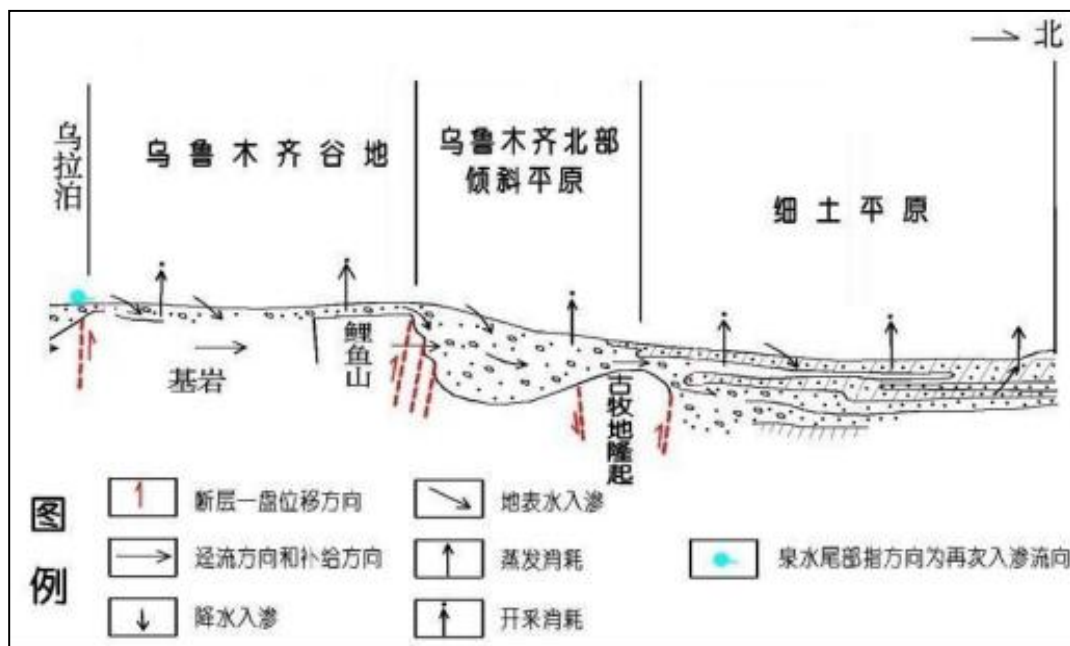 北
乌拉泊
乌鲁木齐谷地
乌鲁木齐北部
倾斜平原
细土平原
鲤鱼山
基岩
古牧地隆起
图例
断层一盘位移方向
迳流方向和补给方向
降水入渗
地表水入渗
蒸发消耗
开采消耗
泉水尾部指方向为再次入渗流向